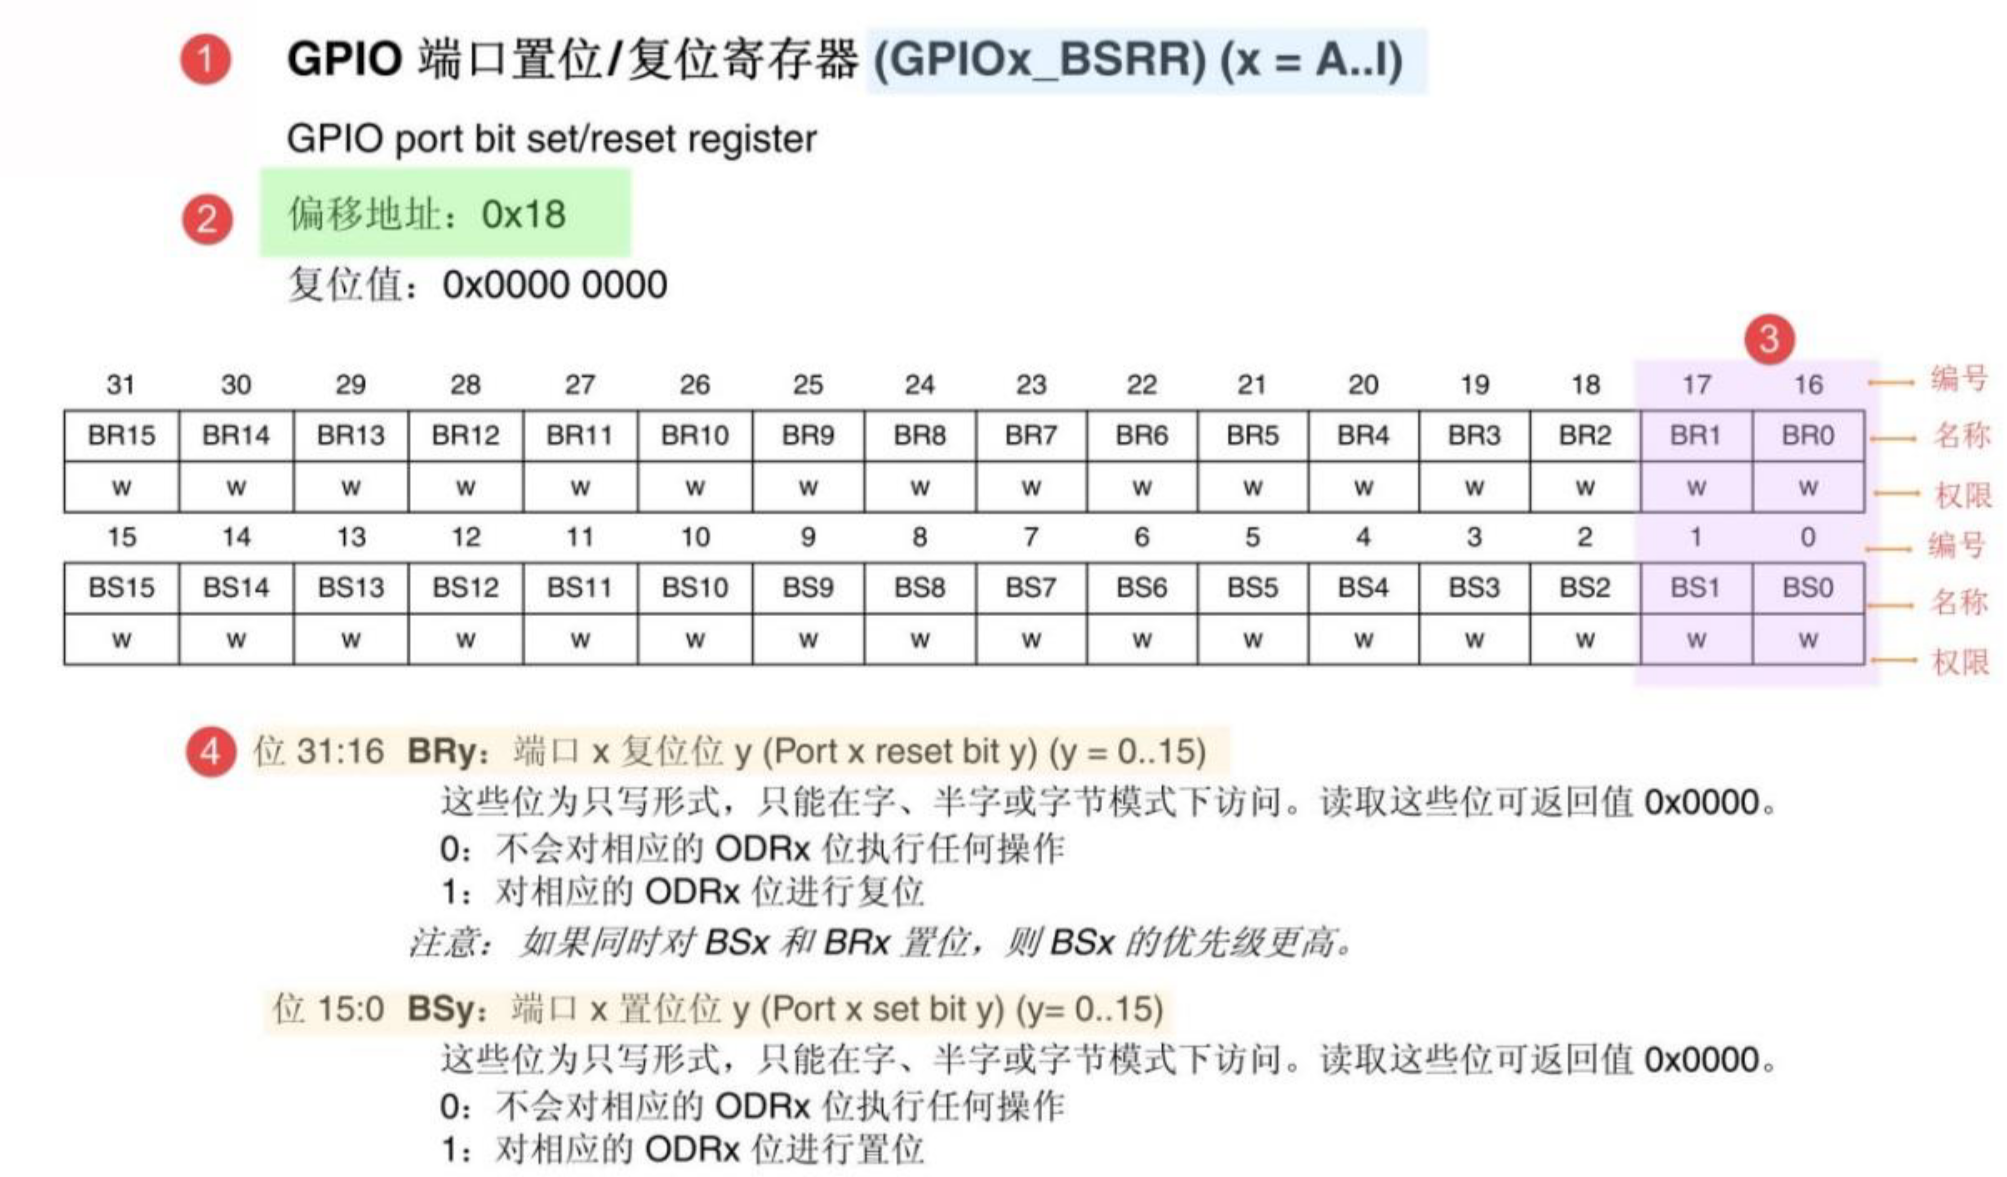 1 GPIO 端口置位/复位寄存器 (GPIOx_BSRR) (x = A..I)
GPIO port bit set/reset register
2 偏移地址：0x18
复位值：0x0000 0000
3
31 30 29 28 27 26 25 24 23 22 21 20 19 18 17 16 编号
BR15 BR14 BR13 BR12 BR11 BR10 BR9 BR8 BR7 BR6 BR5 BR4 BR3 BR2 BR1 BR0 名称
w w w w w w w w w w w w w w w w 权限
15 14 13 12 11 10 9 8 7 6 5 4 3 2 1 0 编号
BS15 BS14 BS13 BS12 BS11 BS10 BS9 BS8 BS7 BS6 BS5 BS4 BS3 BS2 BS1 BS0 名称
w w w w w w w w w w w w w w w w 权限
4 位 31:16 BRy：端口 x 复位位 y (Port x reset bit y) (y = 0..15)
这些位为只写形式，只能在字、半字或字节模式下访问。读取这些位可返回值 0x0000。
0：不会对相应的 ODRx 位执行任何操作
1：对相应的 ODRx 位进行复位
注意：如果同时对 BSx 和 BRx 置位，则 BSx 的优先级更高。
位 15:0 BSy：端口 x 置位位 y (Port x set bit y) (y= 0..15)
这些位为只写形式，只能在字、半字或字节模式下访问。读取这些位可返回值 0x0000。
0：不会对相应的 ODRx 位执行任何操作
1：对相应的 ODRx 位进行置位